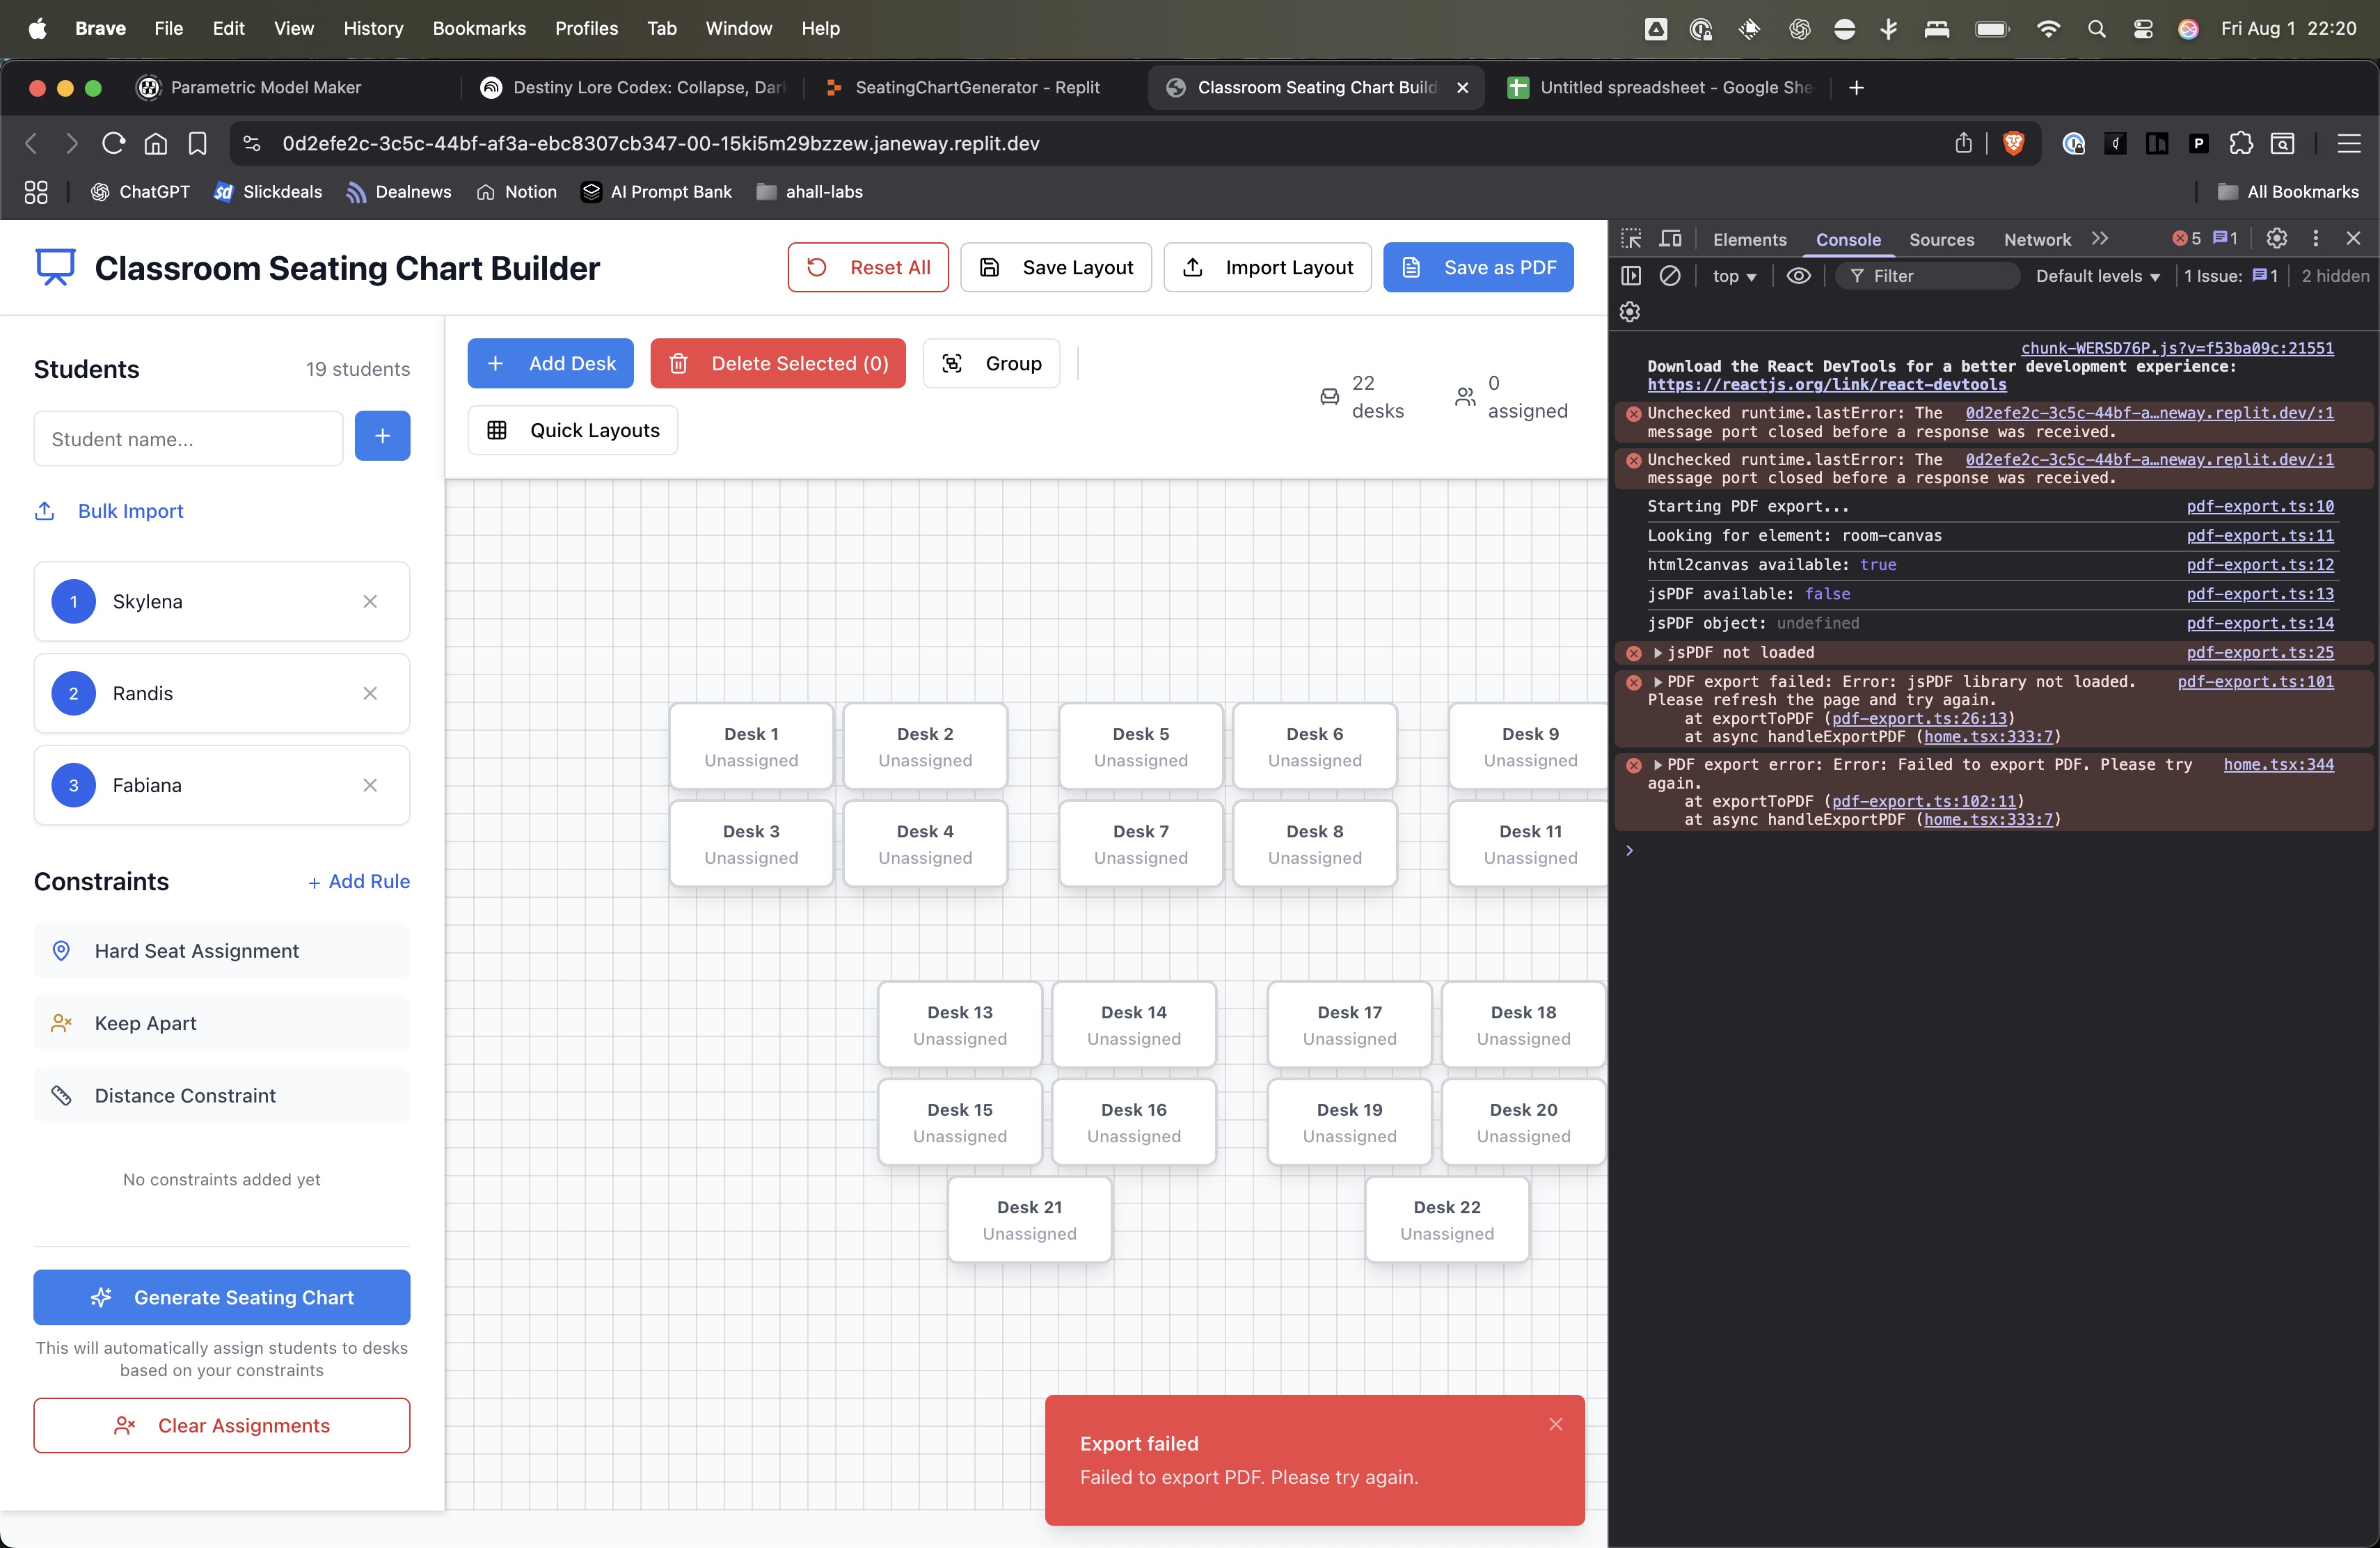 Brave File Edit View History Bookmarks Profiles Tab Window Help Fri Aug 1 22:20
Parametric Model Maker
Destiny Lore Codex: Collapse, Dark
SeatingChartGenerator - Replit
Classroom Seating Chart Build
Untitled spreadsheet - Google She
0d2efe2c-3c5c-44bf-af3a-ebc8307cb347-00-15ki5m29bzzew.janeway.replit.dev
ChatGPT Slickdeals Dealnews Notion AI Prompt Bank ahall-labs All Bookmarks
Classroom Seating Chart Builder
Reset All
Save Layout
Import Layout
Save as PDF
Students 19 students
Student name...
Bulk Import
1 Skylena
2 Randis
3 Fabiana
Constraints + Add Rule
Hard Seat Assignment
Keep Apart
Distance Constraint
No constraints added yet
Generate Seating Chart
This will automatically assign students to desks
based on your constraints
Clear Assignments
Add Desk
Delete Selected (0)
Group
22
desks
0
assigned
Quick Layouts
Desk 1
Unassigned
Desk 2
Unassigned
Desk 5
Unassigned
Desk 6
Unassigned
Desk 9
Unassigned
Desk 3
Unassigned
Desk 4
Unassigned
Desk 7
Unassigned
Desk 8
Unassigned
Desk 11
Unassigned
Desk 13
Unassigned
Desk 14
Unassigned
Desk 17
Unassigned
Desk 18
Unassigned
Desk 15
Unassigned
Desk 16
Unassigned
Desk 19
Unassigned
Desk 20
Unassigned
Desk 21
Unassigned
Desk 22
Unassigned
Export failed
Failed to export PDF. Please try again.
Elements Console Sources Network 5 1
top Filter Default levels 1 Issue: 1 2 hidden
chunk-WERSD76P.js?v=f53ba09c:21551
Download the React DevTools for a better development experience:
https://reactjs.org/link/react-devtools
Unchecked runtime.lastError: The 0d2efe2c-3c5c-44bf-a…neway.replit.dev/:1
message port closed before a response was received.
Unchecked runtime.lastError: The 0d2efe2c-3c5c-44bf-a…neway.replit.dev/:1
message port closed before a response was received.
Starting PDF export... pdf-export.ts:10
Looking for element: room-canvas pdf-export.ts:11
html2canvas available: true pdf-export.ts:12
jsPDF available: false pdf-export.ts:13
jsPDF object: undefined pdf-export.ts:14
jsPDF not loaded pdf-export.ts:25
PDF export failed: Error: jsPDF library not loaded. pdf-export.ts:101
Please refresh the page and try again.
at exportToPDF (pdf-export.ts:26:13)
at async handleExportPDF (home.tsx:333:7)
PDF export error: Error: Failed to export PDF. Please try home.tsx:344
again.
at exportToPDF (pdf-export.ts:102:11)
at async handleExportPDF (home.tsx:333:7)